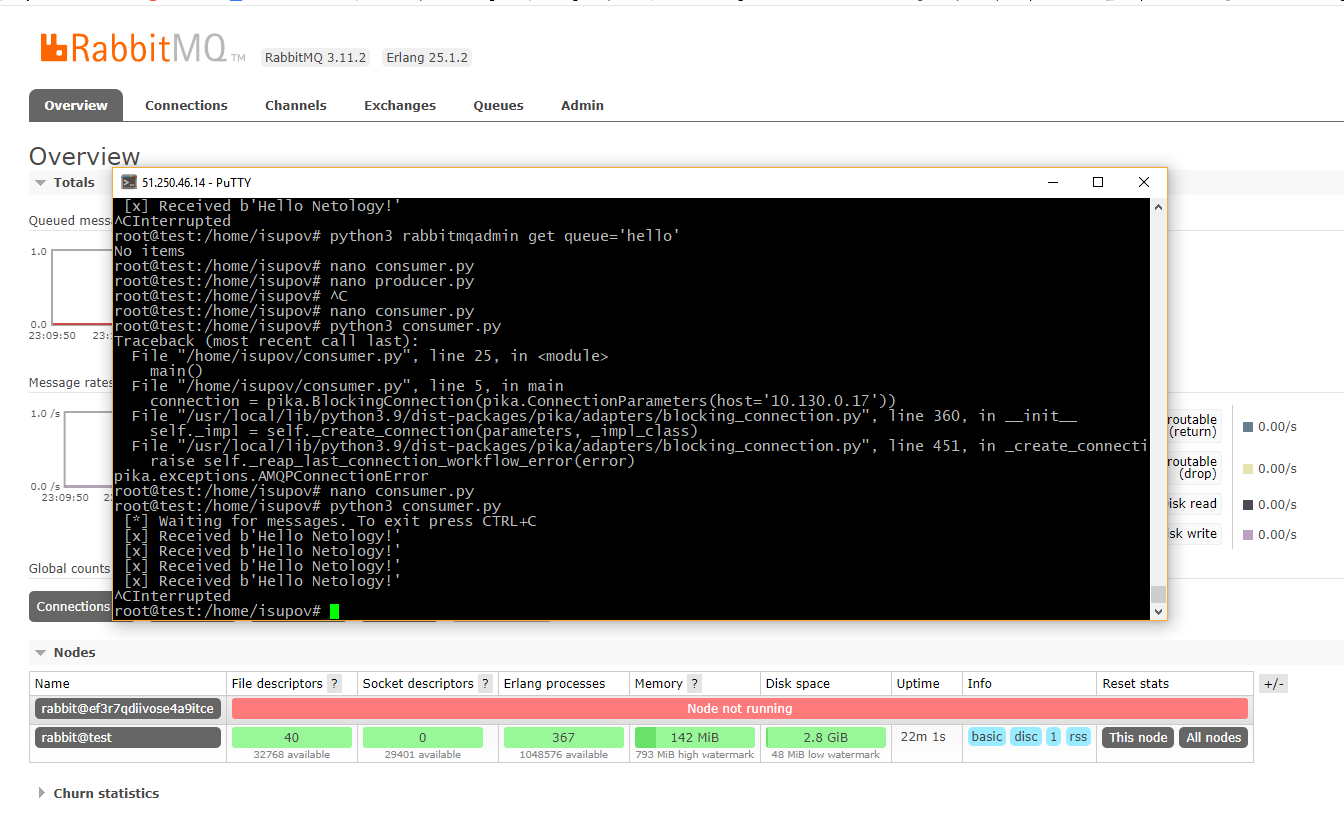 RabbitMQ TM RabbitMQ 3.11.2 Erlang 25.1.2
Overview Connections Channels Exchanges Queues Admin
Overview
Totals
51.250.46.14 - PuTTY
[x] Received b'Hello Netology!'
^CInterrupted
root@test:/home/isupov# python3 rabbitmqadmin get queue='hello'
No items
root@test:/home/isupov# nano consumer.py
root@test:/home/isupov# nano producer.py
root@test:/home/isupov# ^C
root@test:/home/isupov# nano consumer.py
root@test:/home/isupov# python3 consumer.py
Traceback (most recent call last):
  File "/home/isupov/consumer.py", line 25, in <module>
    main()
  File "/home/isupov/consumer.py", line 5, in main
    connection = pika.BlockingConnection(pika.ConnectionParameters(host='10.130.0.17'))
  File "/usr/local/lib/python3.9/dist-packages/pika/adapters/blocking_connection.py", line 360, in __init__
    self._impl = self._create_connection(parameters, _impl_class)
  File "/usr/local/lib/python3.9/dist-packages/pika/adapters/blocking_connection.py", line 451, in _create_connecti
    raise self._reap_last_connection_workflow_error(error)
pika.exceptions.AMQPConnectionError
root@test:/home/isupov# nano consumer.py
root@test:/home/isupov# python3 consumer.py
[*] Waiting for messages. To exit press CTRL+C
[x] Received b'Hello Netology!'
[x] Received b'Hello Netology!'
[x] Received b'Hello Netology!'
[x] Received b'Hello Netology!'
^CInterrupted
root@test:/home/isupov#
Queued mess
1.0
0.0
23:09:50 23:1
Message rates
1.0 /s
0.0 /s
23:09:50 2
routable
(return) 0.00/s
routable
(drop) 0.00/s
isk read 0.00/s
sk write 0.00/s
Global counts
Connections
Nodes
Name File descriptors ? Socket descriptors ? Erlang processes Memory ? Disk space Uptime Info Reset stats +/-
rabbit@ef3r7qdiivose4a9itce Node not running
rabbit@test 40 0 367 142 MiB 2.8 GiB 22m 1s basic disc 1 rss This node All nodes
32768 available 29401 available 1048576 available 793 MiB high watermark 48 MiB low watermark
Churn statistics